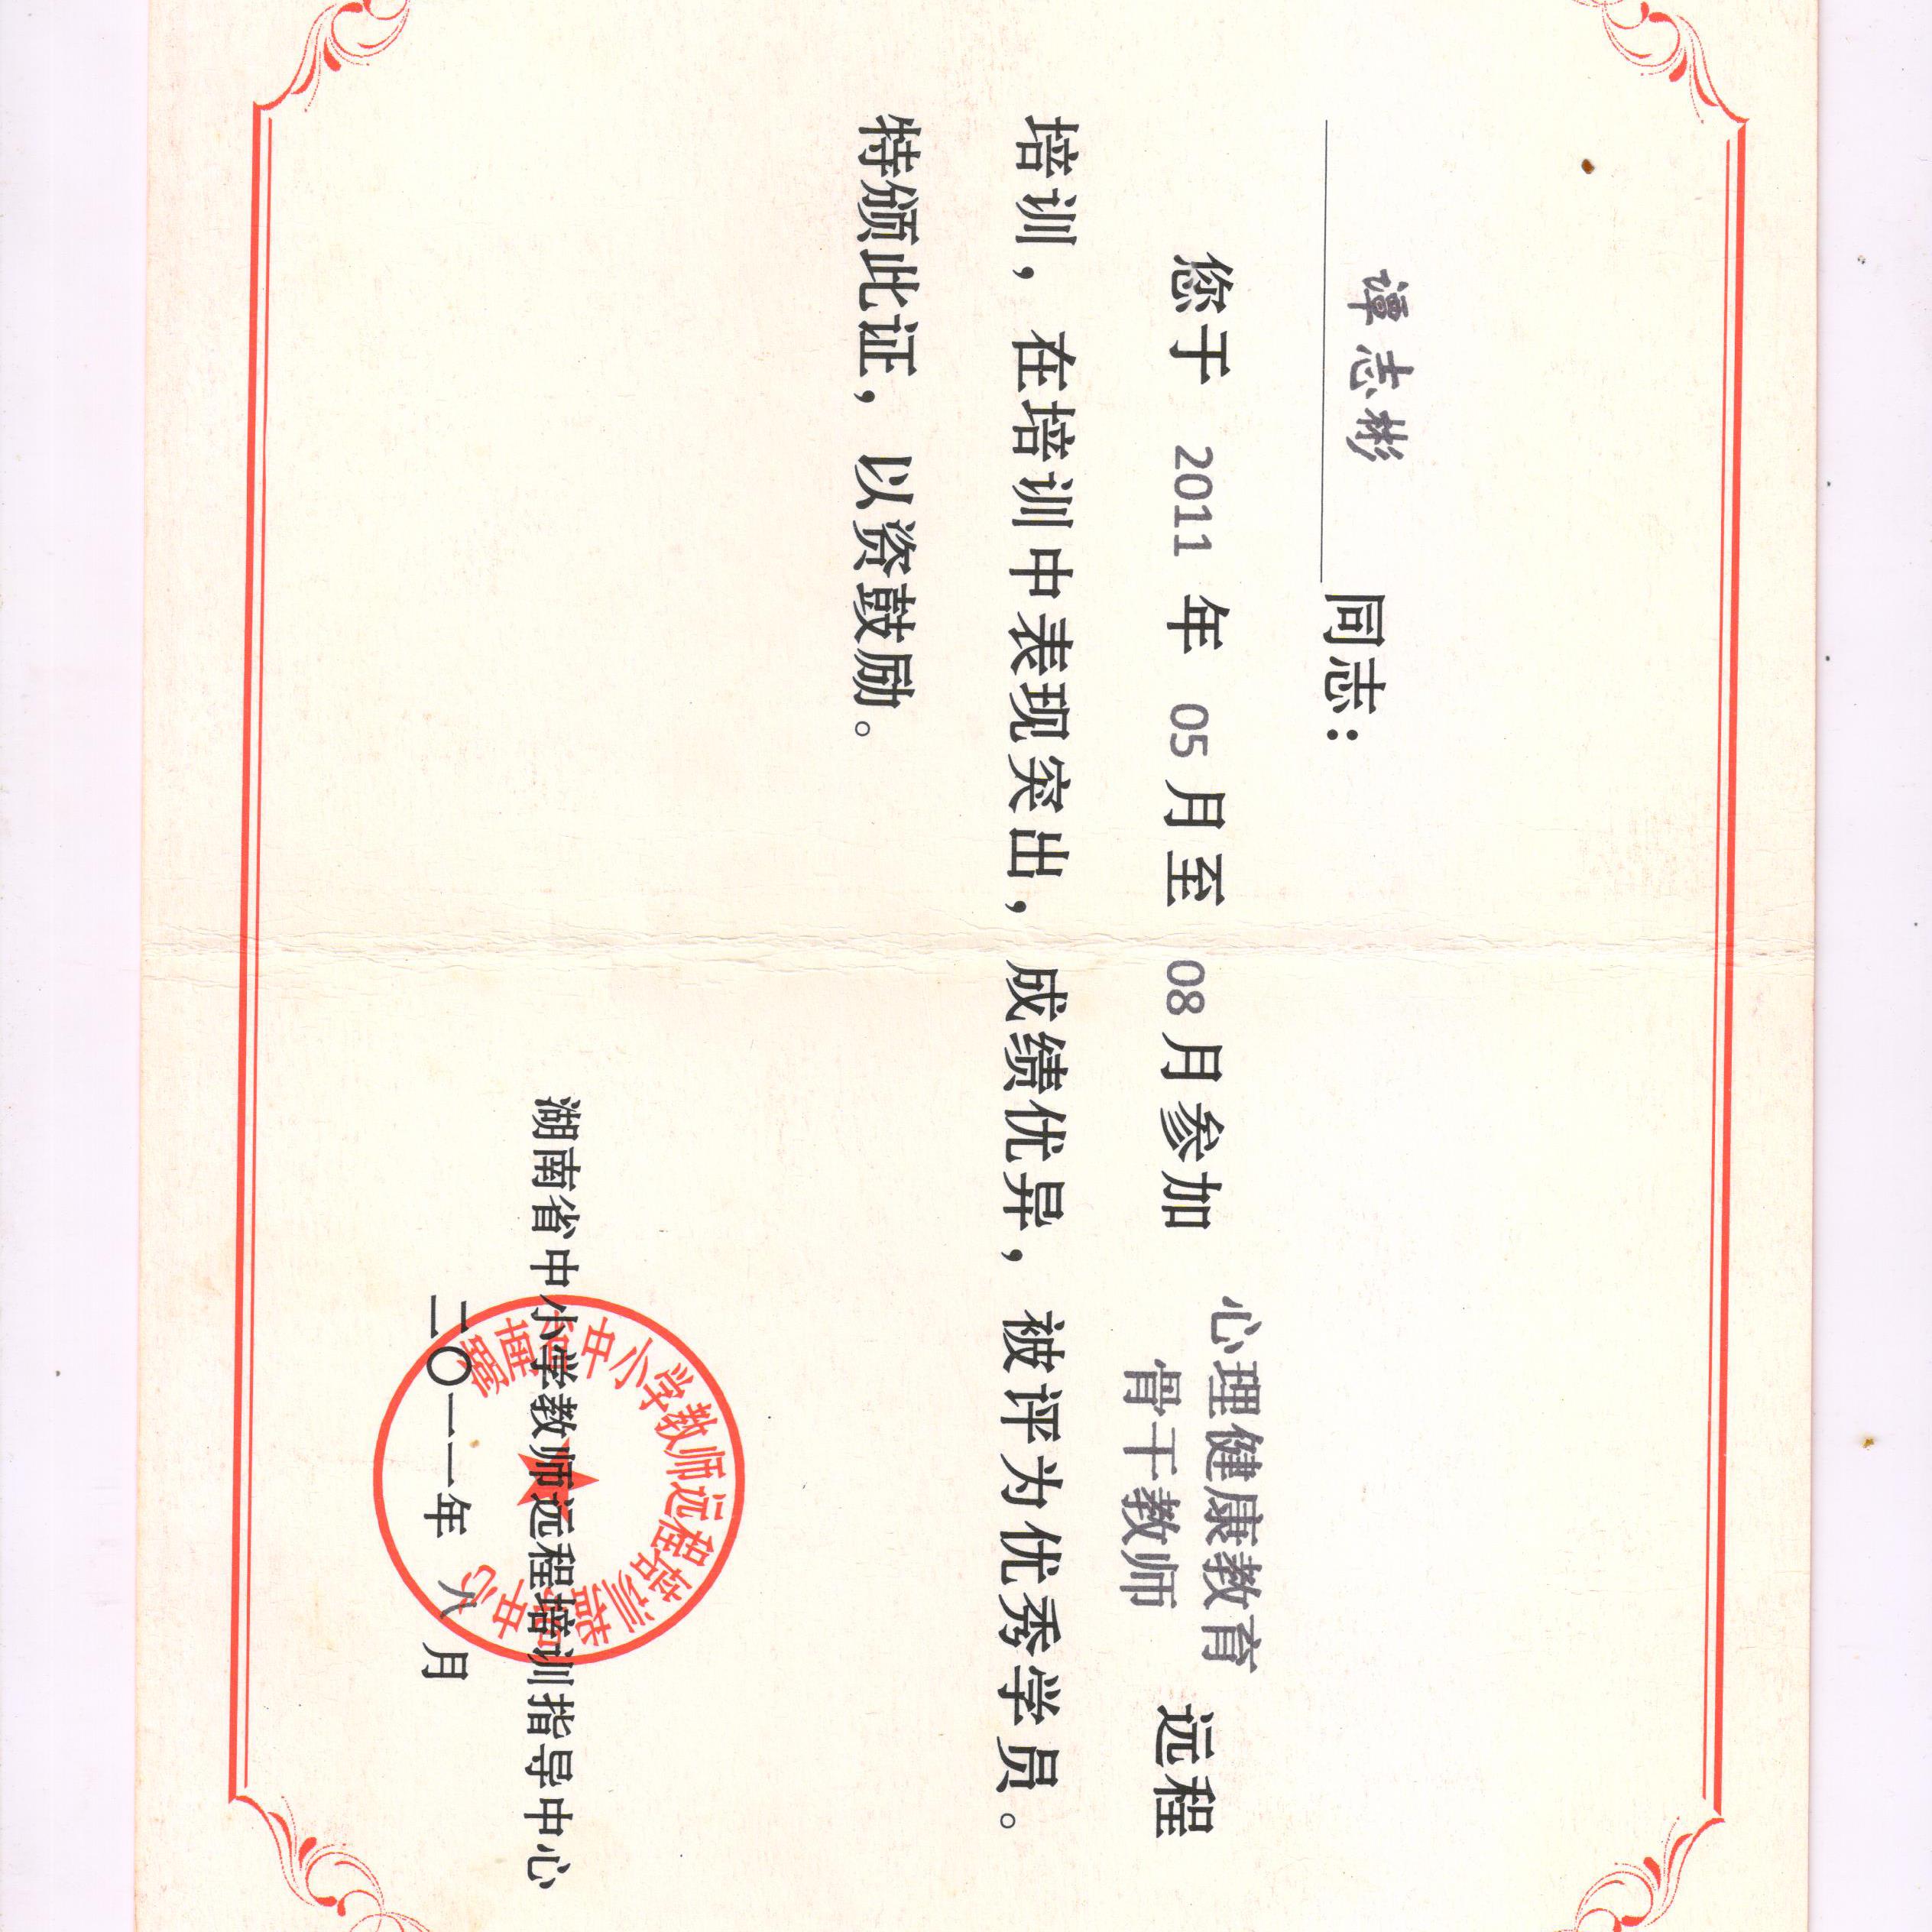 谭志彬 同志：
您于 2011 年 05 月至 08 月参加 心理健康教育骨干教师 远程
培训，在培训中表现突出，成绩优异，被评为优秀学员。
特颁此证，以资鼓励。
湖南省中小学教师远程培训指导中心
二〇一一年 八 月
湖南省中小学教师远程培训指导中心